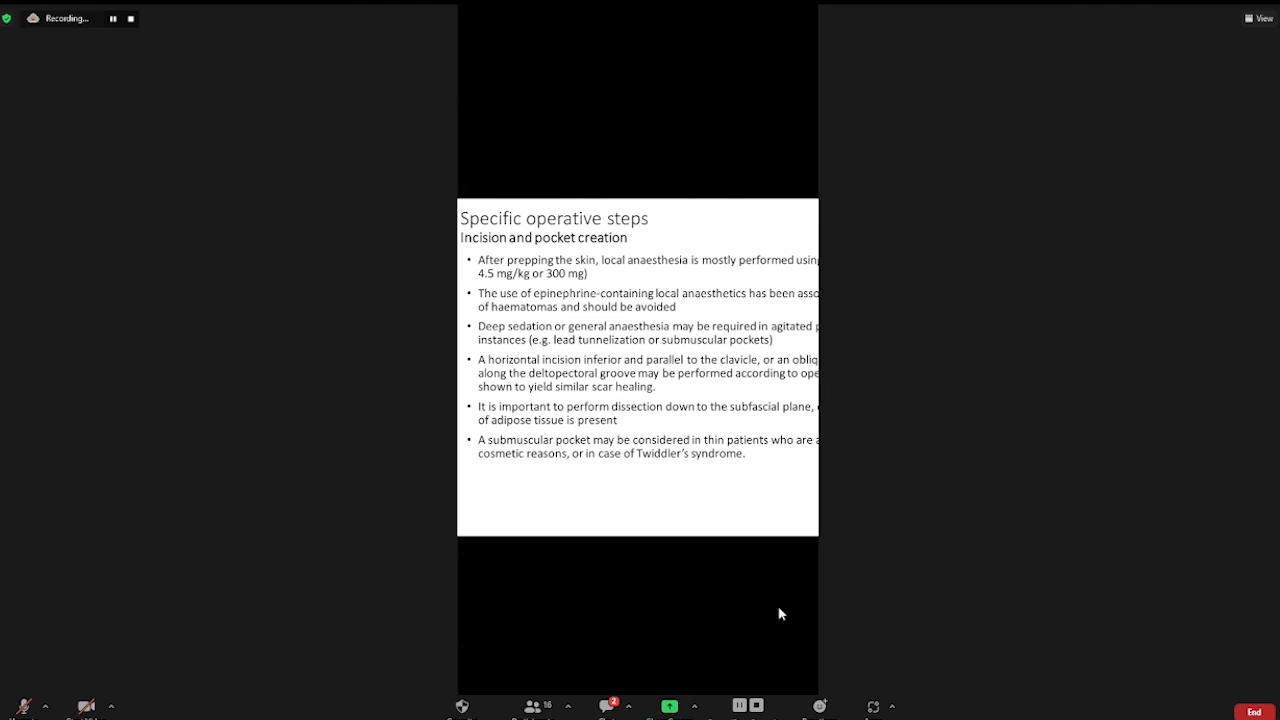 Recording...
View
Specific operative steps
Incision and pocket creation
• After prepping the skin, local anaesthesia is mostly performed using
4.5 mg/kg or 300 mg)
• The use of epinephrine-containing local anaesthetics has been asso
of haematomas and should be avoided
• Deep sedation or general anaesthesia may be required in agitated p
instances (e.g. lead tunnelization or submuscular pockets)
• A horizontal incision inferior and parallel to the clavicle, or an obliq
along the deltopectoral groove may be performed according to ope
shown to yield similar scar healing.
• It is important to perform dissection down to the subfascial plane,
of adipose tissue is present
• A submuscular pocket may be considered in thin patients who are a
cosmetic reasons, or in case of Twiddler's syndrome.
16
2
End